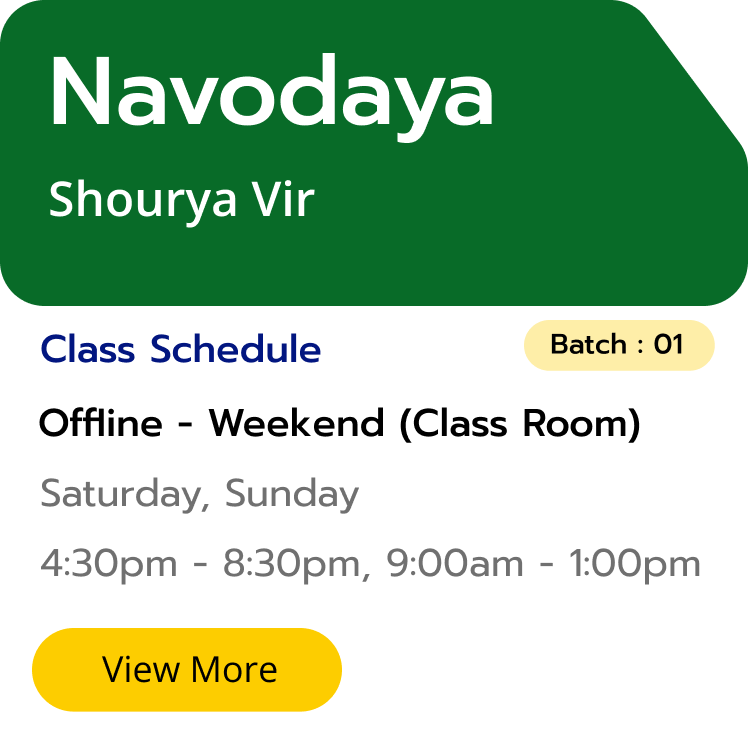 Navodaya
Shourya Vir
Class Schedule
Batch : 01
Offline - Weekend (Class Room)
Saturday, Sunday
4:30pm - 8:30pm, 9:00am - 1:00pm
View More